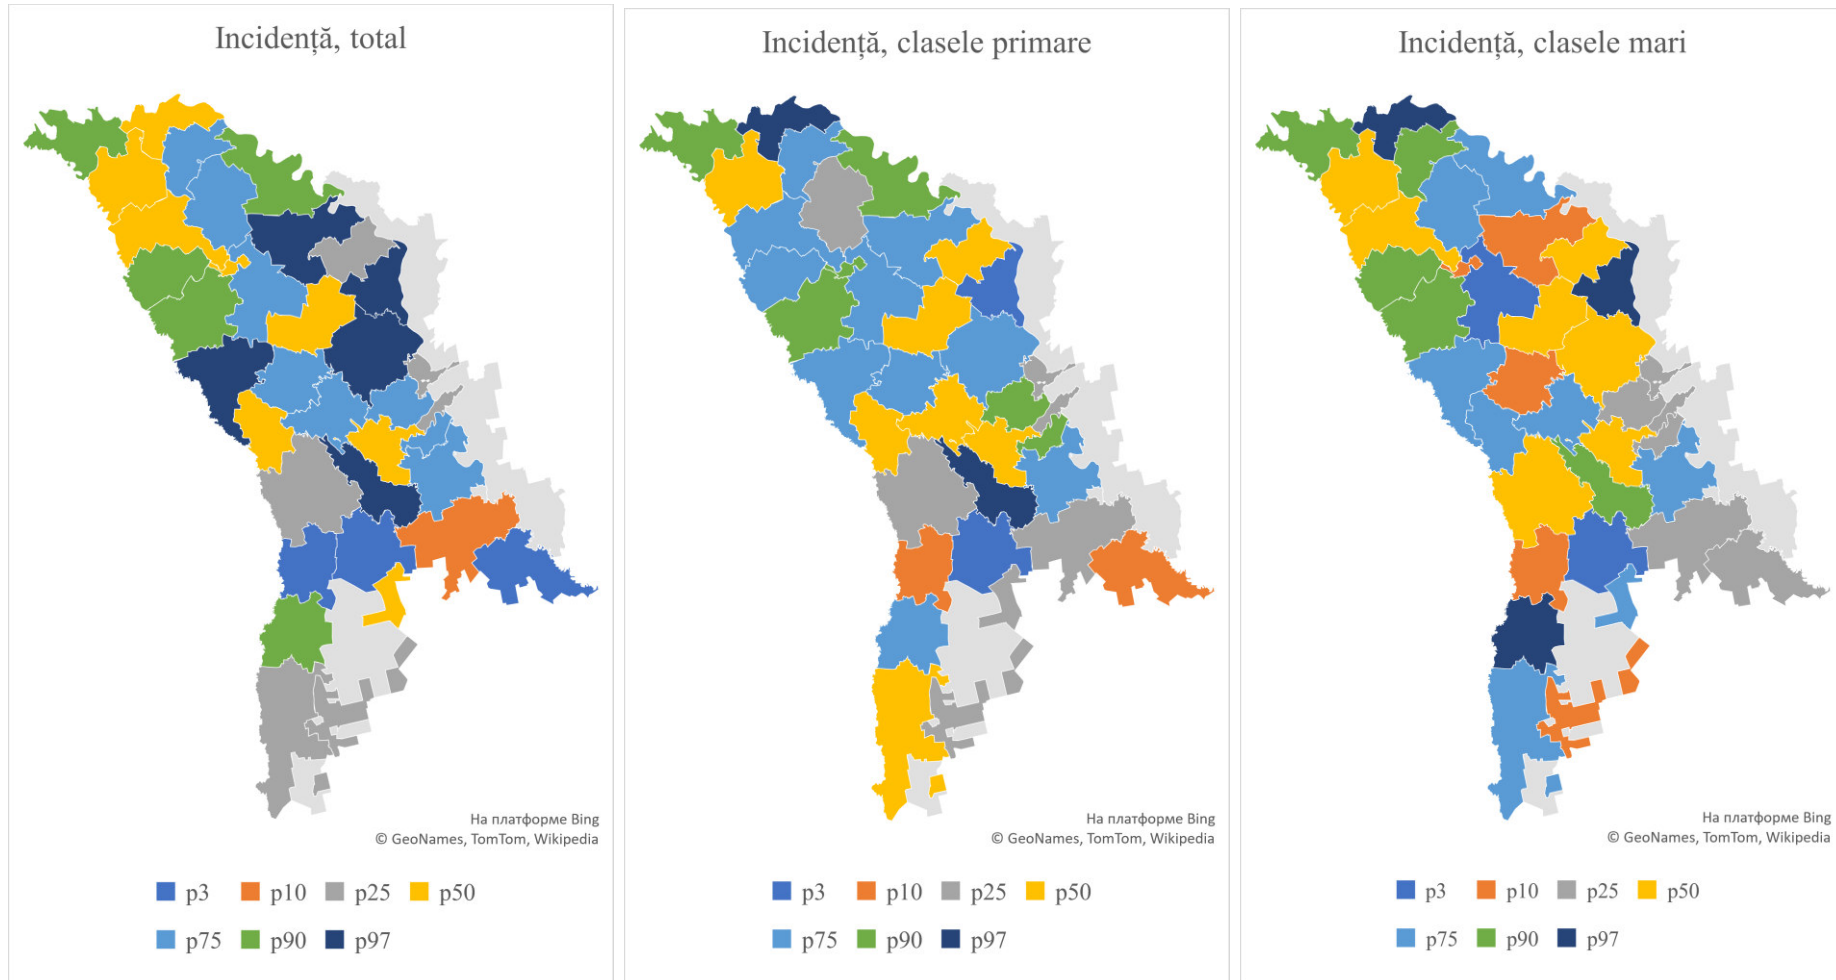 Incidență, total
На платформе Bing
© GeoNames, TomTom, Wikipedia
p3 p10 p25 p50
p75 p90 p97
Incidență, clasele primare
На платформе Bing
© GeoNames, TomTom, Wikipedia
p3 p10 p25 p50
p75 p90 p97
Incidență, clasele mari
На платформе Bing
© GeoNames, TomTom, Wikipedia
p3 p10 p25 p50
p75 p90 p97